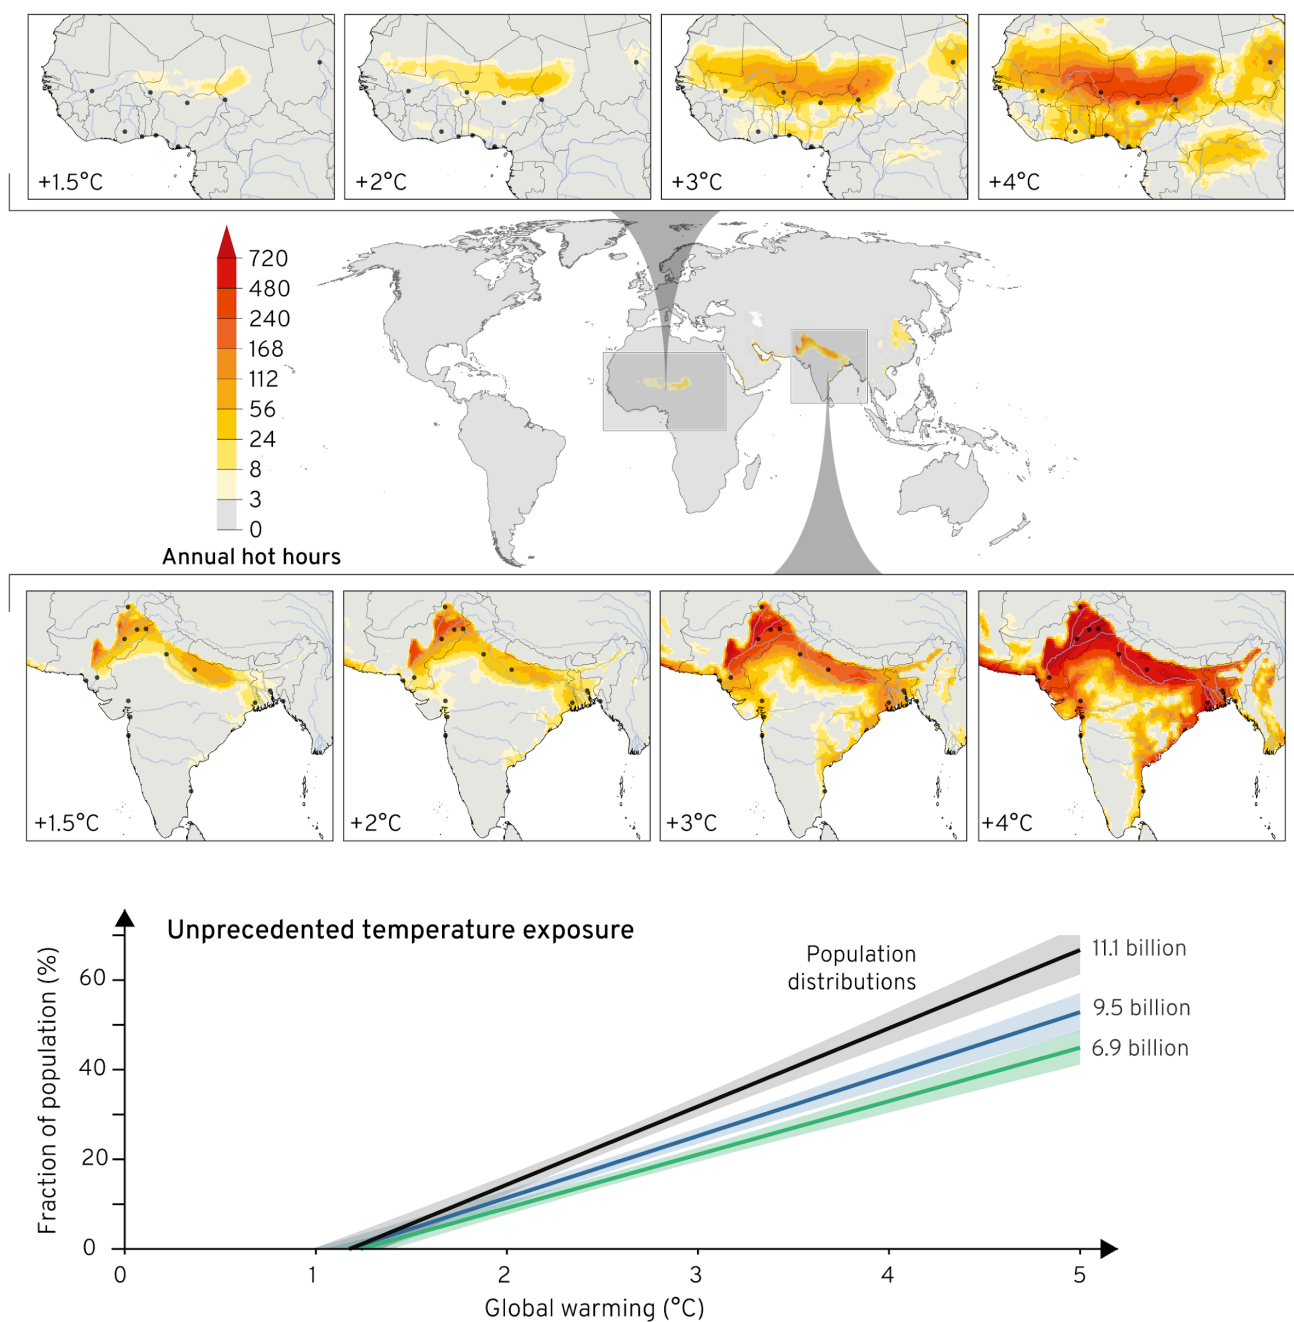 +1.5°C
+2°C
+3°C
+4°C
720
480
240
168
112
56
24
8
3
0
Annual hot hours
+1.5°C
+2°C
+3°C
+4°C
Unprecedented temperature exposure
Population
distributions
11.1 billion
9.5 billion
6.9 billion
Fraction of population (%)
60
40
20
0
0
1
2
3
4
5
Global warming (°C)